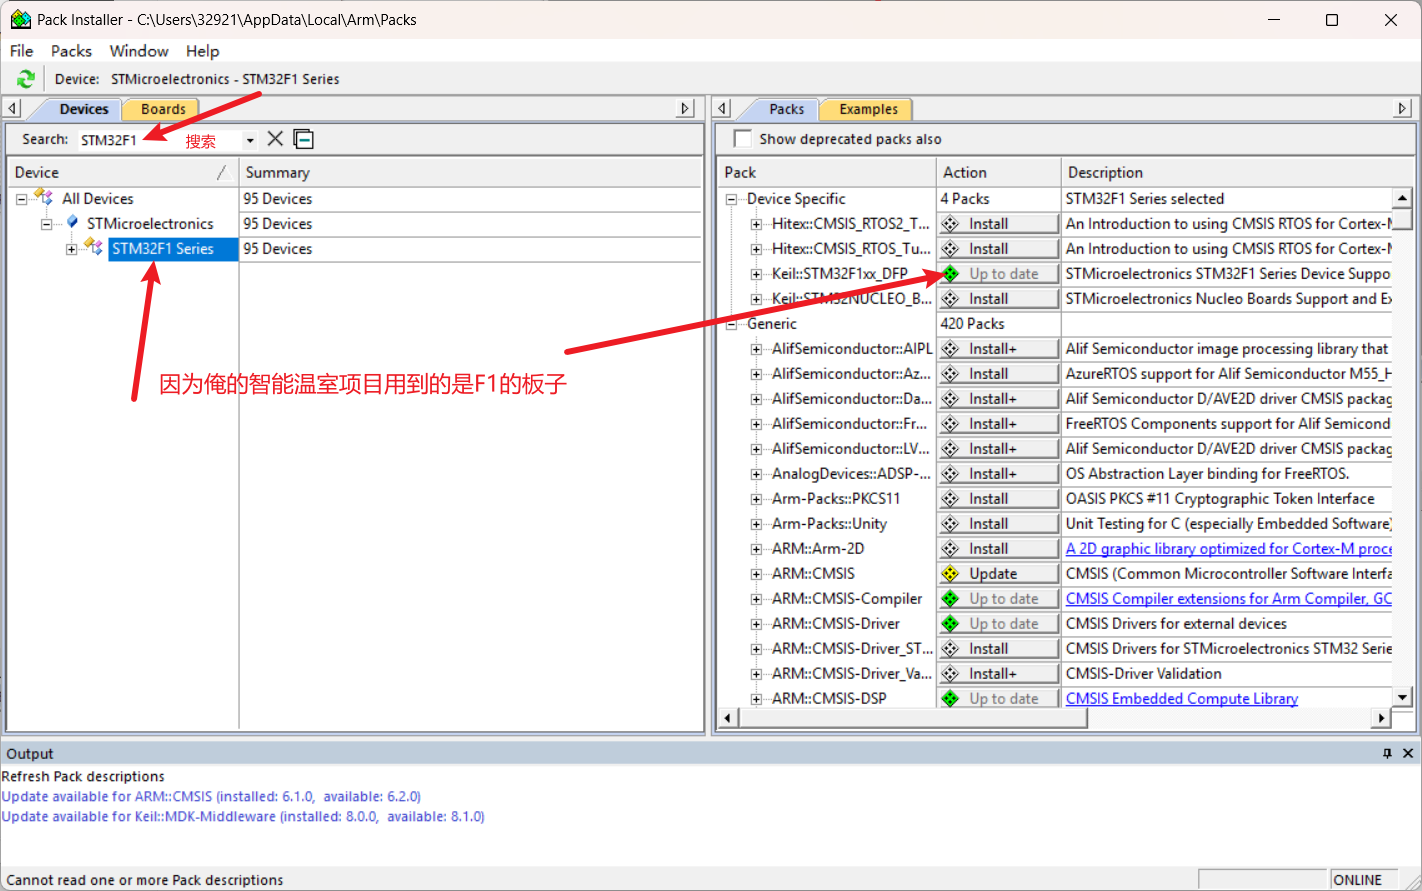 Pack Installer - C:\Users\32921\AppData\Local\Arm\Packs
File Packs Window Help
Device: STMicroelectronics - STM32F1 Series
Devices Boards
Search: STM32F1 搜索
Device Summary
All Devices 95 Devices
STMicroelectronics 95 Devices
STM32F1 Series 95 Devices
因为俺的智能温室项目用到的是F1的板子
Packs Examples
Show deprecated packs also
Pack Action Description
Device Specific 4 Packs STM32F1 Series selected
Hitex::CMSIS_RTOS2_T... Install An Introduction to using CMSIS RTOS for Cortex-M
Hitex::CMSIS_RTOS_Tu... Install An Introduction to using CMSIS RTOS for Cortex-M
Keil::STM32F1xx_DFP Up to date STMicroelectronics STM32F1 Series Device Suppo
Keil::STM32NUCLEO_B... Install STMicroelectronics Nucleo Boards Support and Ex
Generic 420 Packs
AlifSemiconductor::AIPL Install+ Alif Semiconductor image processing library that
AlifSemiconductor::Az... Install+ AzureRTOS support for Alif Semiconductor M55_H
AlifSemiconductor::Da... Install+ Alif Semiconductor D/AVE2D driver CMSIS packag
AlifSemiconductor::Fr... Install+ FreeRTOS Components support for Alif Semicond
AlifSemiconductor::LV... Install+ Alif Semiconductor D/AVE2D driver CMSIS packag
AnalogDevices::ADSP-... Install+ OS Abstraction Layer binding for FreeRTOS.
Arm-Packs::PKCS11 Install OASIS PKCS #11 Cryptographic Token Interface
Arm-Packs::Unity Install Unit Testing for C (especially Embedded Software)
ARM::Arm-2D Install A 2D graphic library optimized for Cortex-M proce
ARM::CMSIS Update CMSIS (Common Microcontroller Software Interfa
ARM::CMSIS-Compiler Up to date CMSIS Compiler extensions for Arm Compiler, GC
ARM::CMSIS-Driver Up to date CMSIS Drivers for external devices
ARM::CMSIS-Driver_ST... Install CMSIS Drivers for STMicroelectronics STM32 Serie
ARM::CMSIS-Driver_Va... Install+ CMSIS-Driver Validation
ARM::CMSIS-DSP Up to date CMSIS Embedded Compute Library
Output
Refresh Pack descriptions
Update available for ARM::CMSIS (installed: 6.1.0, available: 6.2.0)
Update available for Keil::MDK-Middleware (installed: 8.0.0, available: 8.1.0)
Cannot read one or more Pack descriptions ONLINE